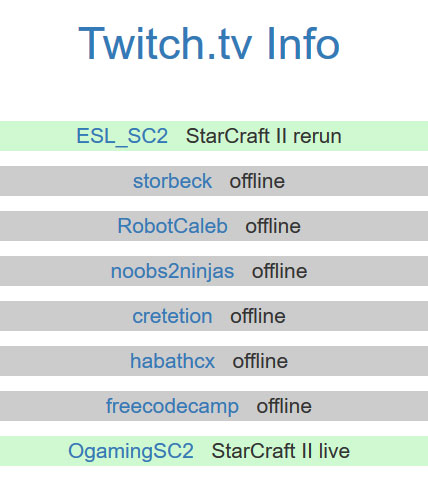 Twitch.tv Info
ESL_SC2 StarCraft II rerun
storbeck offline
RobotCaleb offline
noobs2ninjas offline
cretetion offline
habathcx offline
freecodecamp offline
OgamingSC2 StarCraft II live